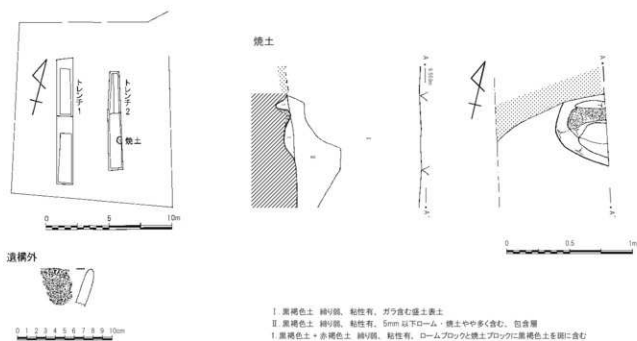 トレンチ1
トレンチ2
焼土
0 5 10m
遺構外
0 1 2 3 4 5 6 7 8 9 10cm
焼土
A
A'
I
II
A
A'
0 0.5 1m
I 黒褐色土 締り弱、粘性有、ガラ含む盛土表土
II 黒褐色土 締り弱、粘性有、5mm以下ローム・焼土やや多く含む、包含層
1. 黒褐色土+赤褐色土 締り弱、粘性有、ロームブロックと焼土ブロックに黒褐色土を斑に含む